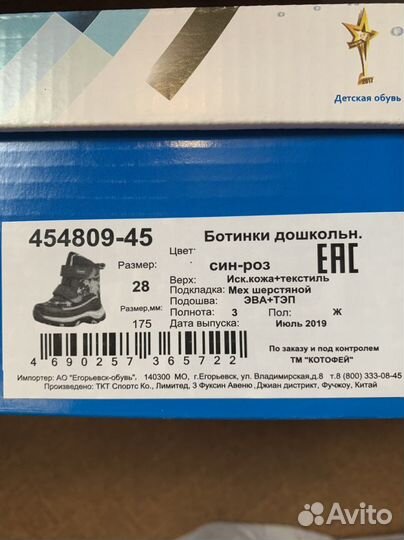 2017
Детская обувь
454809-45
Ботинки дошкольн.
Цвет:
син-роз
EAC
Размер:
28
Размер,мм:
175
Верх: Иск.кожа+текстиль
Подкладка: Мех шерстяной
Подошва: ЭВА+ТЭП
Полнота: 3 Пол: Ж
Дата выпуска: Июль 2019
4 690257 365722
По заказу и под контролем
ТМ "КОТОФЕЙ"
Импортер: АО "Егорьевск-обувь", 140300 МО, г.Егорьевск, ул. Владимирская,д.8 т.8 (800) 333-08-45
Произведено: ТКТ Спортс Ко., Лимитед, 3 Фуксин Авеню ,Джиан дистрикт, Фучжоу, Китай
Avito